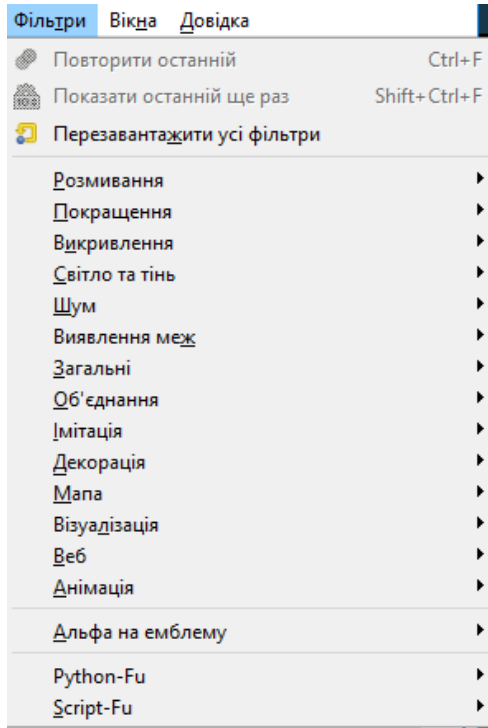 Фільтри Вікна Довідка
Повторити останній Ctrl+F
Показати останній ще раз Shift+Ctrl+F
Перезавантажити усі фільтри
Розмивання
Покращення
Викривлення
Світло та тінь
Шум
Виявлення меж
Загальні
Об'єднання
Імітація
Декорація
Мапа
Візуалізація
Веб
Анімація
Альфа на емблему
Python-Fu
Script-Fu